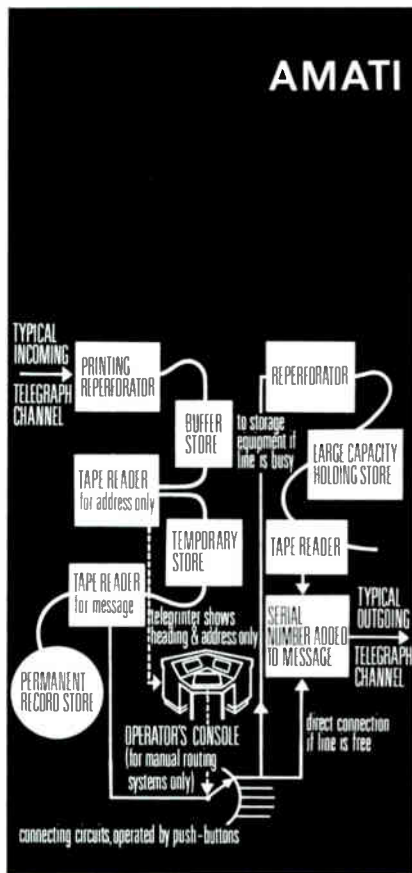 AMATI
TYPICAL
INCOMING
TELEGRAPH
CHANNEL
PRINTING
REPERFORATOR
BUFFER
STORE
TAPE READER
for address only
TEMPORARY
STORE
TAPE READER
for message
PERMANENT
RECORD STORE
teleprinter shows
heading & address only
OPERATOR'S CONSOLE
(for manual routing
systems only)
connecting circuits, operated by push-buttons
to storage
equipment if
line is busy
REPERFORATOR
LARGE CAPACITY
HOLDING STORE
TAPE READER
SERIAL
NUMBER ADDED
TO MESSAGE
TYPICAL
OUTGOING
TELEGRAPH
CHANNEL
direct connection
if line is free